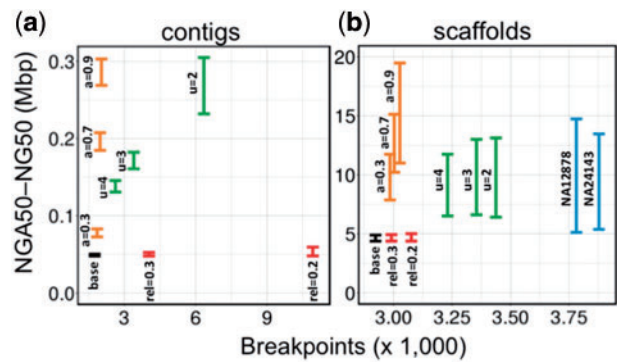 (a) contigs
(b) scaffolds
NGA50–NG50 (Mbp)
0.3
0.2
0.1
0.0
a=0.9
a=0.7
a=0.3
base
u=4
u=3
u=2
rel=0.3
rel=0.2
3
6
9
20
15
10
5
0
a=0.3
a=0.7
a=0.9
base
rel=0.3
rel=0.2
u=4
u=3
u=2
NA12878
NA24143
3.00
3.25
3.50
3.75
Breakpoints (x 1,000)